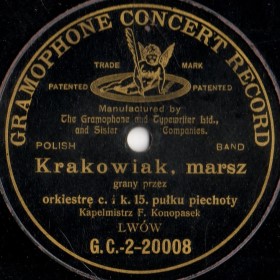 GRAMOPHONE CONCERT RECORD
TRADE MARK
PATENTED PATENTED
Manufactured by
The Gramophone and Typewriter Ltd.,
and Sister Companies.
POLISH BAND
Krakowiak, marsz
grany przez
orkiestrę c. i k. 15. pułku piechoty
Kapelmistrz F. Konopasek
LWÓW
G.C.-2-20008